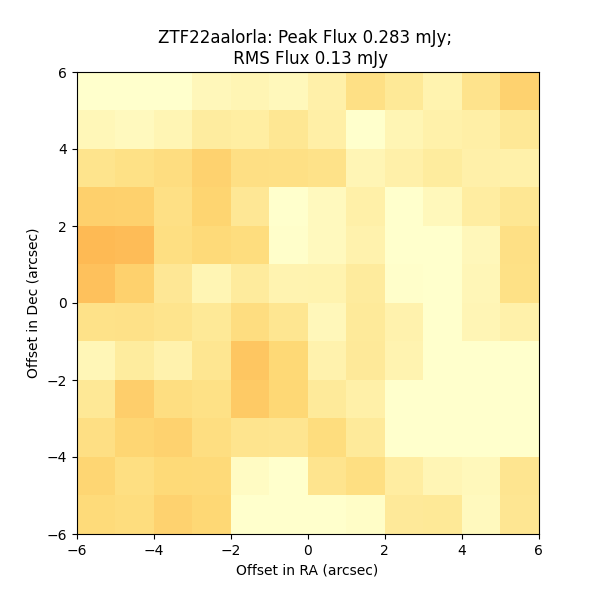 ZTF22aalorla: Peak Flux 0.283 mJy;
RMS Flux 0.13 mJy
6
4
2
0
−2
−4
−6
Offset in Dec (arcsec)
−6 −4 −2 0 2 4 6
Offset in RA (arcsec)